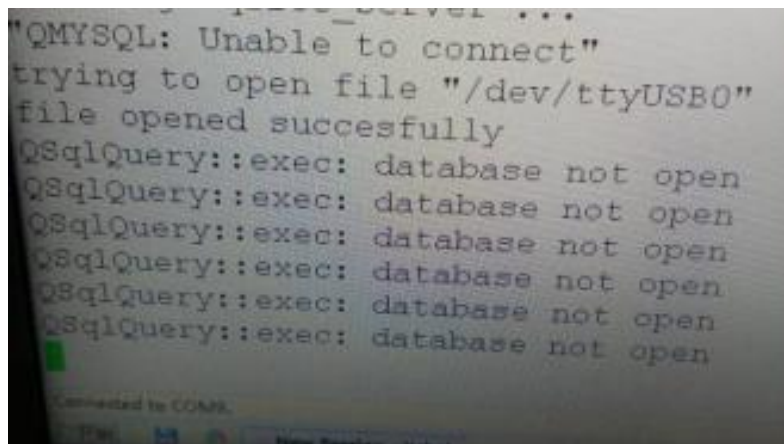 "QMYSQL: Unable to connect"
trying to open file "/dev/ttyUSB0"
file opened succesfully
QSqlQuery::exec: database not open
QSqlQuery::exec: database not open
QSqlQuery::exec: database not open
QSqlQuery::exec: database not open
QSqlQuery::exec: database not open
QSqlQuery::exec: database not open
Connected to